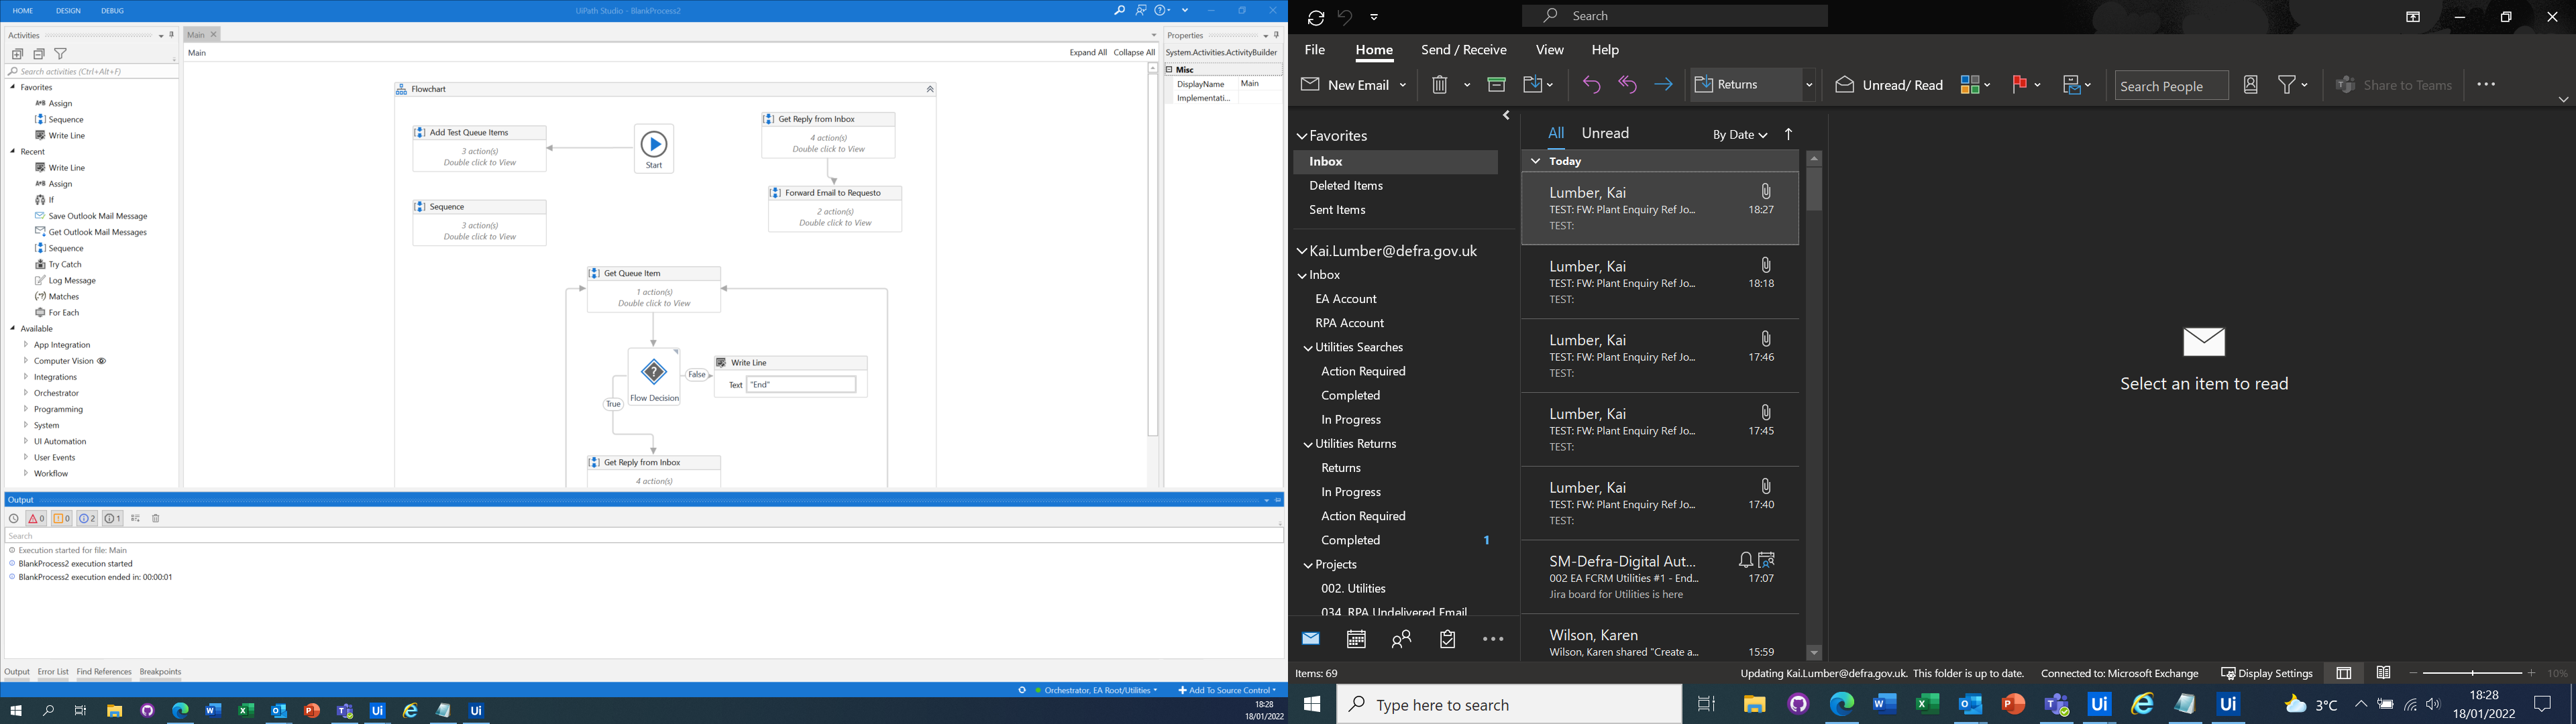 HOME DESIGN DEBUG
UiPath Studio - BlankProcess2
Activities
Search activities (Ctrl+Alt+F)
Favorites
Assign
Sequence
Write Line
Recent
Write Line
Assign
If
Save Outlook Mail Message
Get Outlook Mail Messages
Sequence
Try Catch
Log Message
Matches
For Each
Available
App Integration
Computer Vision
Integrations
Orchestrator
Programming
System
UI Automation
User Events
Workflow
Main
Main
Expand All Collapse All
Flowchart
Add Test Queue Items
3 action(s)
Double click to View
Start
Get Reply from Inbox
4 action(s)
Double click to View
Sequence
3 action(s)
Double click to View
Forward Email to Requesto
2 action(s)
Double click to View
Get Queue Item
1 action(s)
Double click to View
Flow Decision
True
False
Write Line
Text "End"
Get Reply from Inbox
4 action(s)
Properties
System.Activities.ActivityBuilder
Misc
DisplayName Main
Implementati...
Output
0 0 2 1
Search
Execution started for file: Main
BlankProcess2 execution started
BlankProcess2 execution ended in: 00:00:01
Output Error List Find References Breakpoints
Orchestrator, EA Root/Utilities Add To Source Control
18:28
18/01/2022
Search
File Home Send / Receive View Help
New Email
Returns
Unread/ Read
Search People
Share to Teams
Favorites
Inbox
Deleted Items
Sent Items
Kai.Lumber@defra.gov.uk
Inbox
EA Account
RPA Account
Utilities Searches
Action Required
Completed
In Progress
Utilities Returns
Returns
In Progress
Action Required
Completed 1
Projects
002. Utilities
034. RPA Undelivered Email
All Unread By Date
Today
Lumber, Kai
TEST: FW: Plant Enquiry Ref Jo... 18:27
TEST:
Lumber, Kai
TEST: FW: Plant Enquiry Ref Jo... 18:18
TEST:
Lumber, Kai
TEST: FW: Plant Enquiry Ref Jo... 17:46
TEST:
Lumber, Kai
TEST: FW: Plant Enquiry Ref Jo... 17:45
TEST:
Lumber, Kai
TEST: FW: Plant Enquiry Ref Jo... 17:40
TEST:
SM-Defra-Digital Aut...
002 EA FCRM Utilities #1 - End... 17:07
Jira board for Utilities is here
Wilson, Karen
Wilson, Karen shared "Create a... 15:59
Select an item to read
Items: 69
Updating Kai.Lumber@defra.gov.uk. This folder is up to date. Connected to: Microsoft Exchange Display Settings 10%
Type here to search
3°C
18:28
18/01/2022